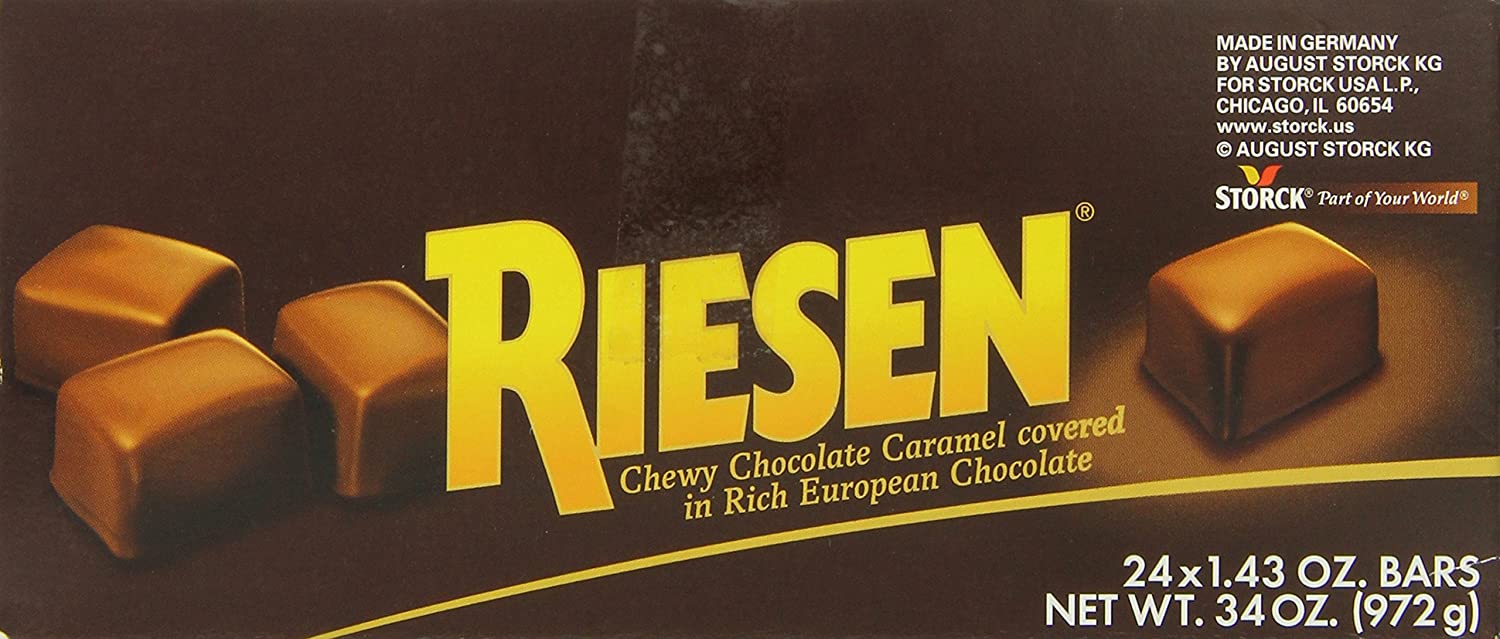 MADE IN GERMANY
BY AUGUST STORCK KG
FOR STORCK USA L.P.,
CHICAGO, IL 60654
www.storck.us
© AUGUST STORCK KG
STORCK® Part of Your World®
RIESEN®
Chewy Chocolate Caramel covered
in Rich European Chocolate
24 x 1.43 OZ. BARS
NET WT. 34 OZ. (972 g)